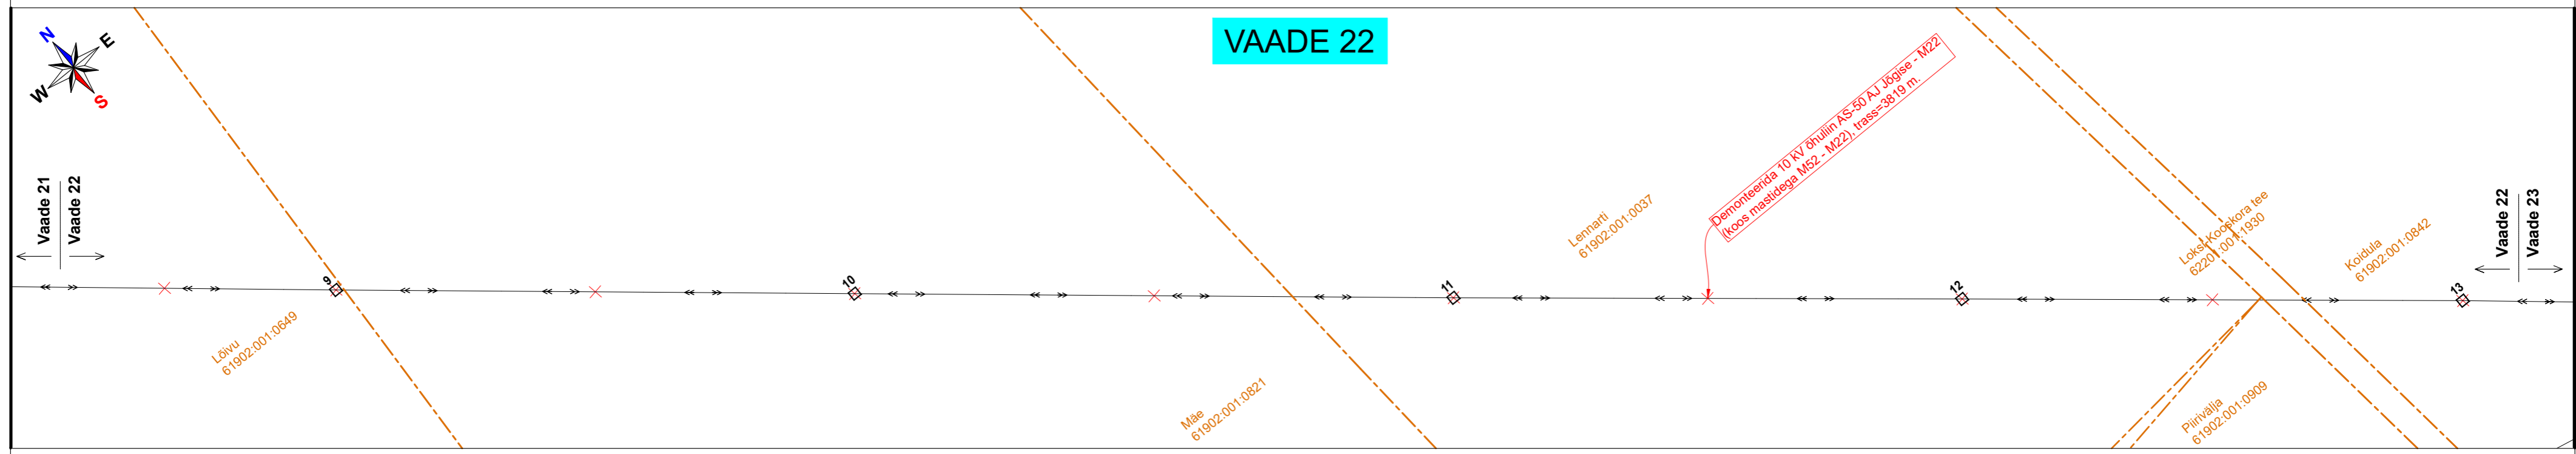 VAADE 22
N
E
W
S
Vaade 21
Vaade 22
9
10
11
12
13
Lõivu
61902:001:0649
Mäe
61902:001:0821
Lennarti
61902:001:0037
Demonteerida 10 kV õhuliin AS-50 AJ Jõgise - M22
(koos mastidega M52 - M22), trass=3819 m.
Loksi-Kooskora tee
62201:001:1930
Koidula
61902:001:0842
Piirivälja
61902:001:0909
Vaade 22
Vaade 23